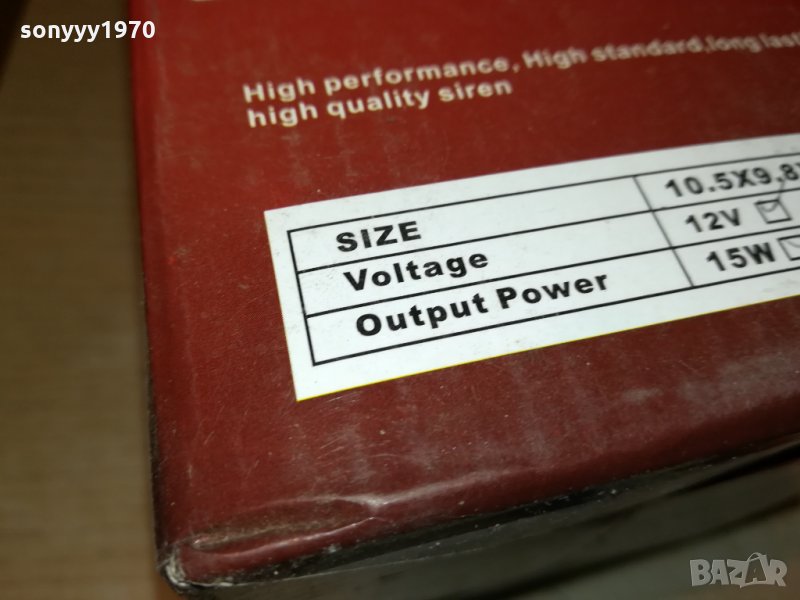 sonyyy1970
High performance, High standard, long last
high quality siren
SIZE 10.5X9.8
Voltage 12V
Output Power 15W
BAZAR